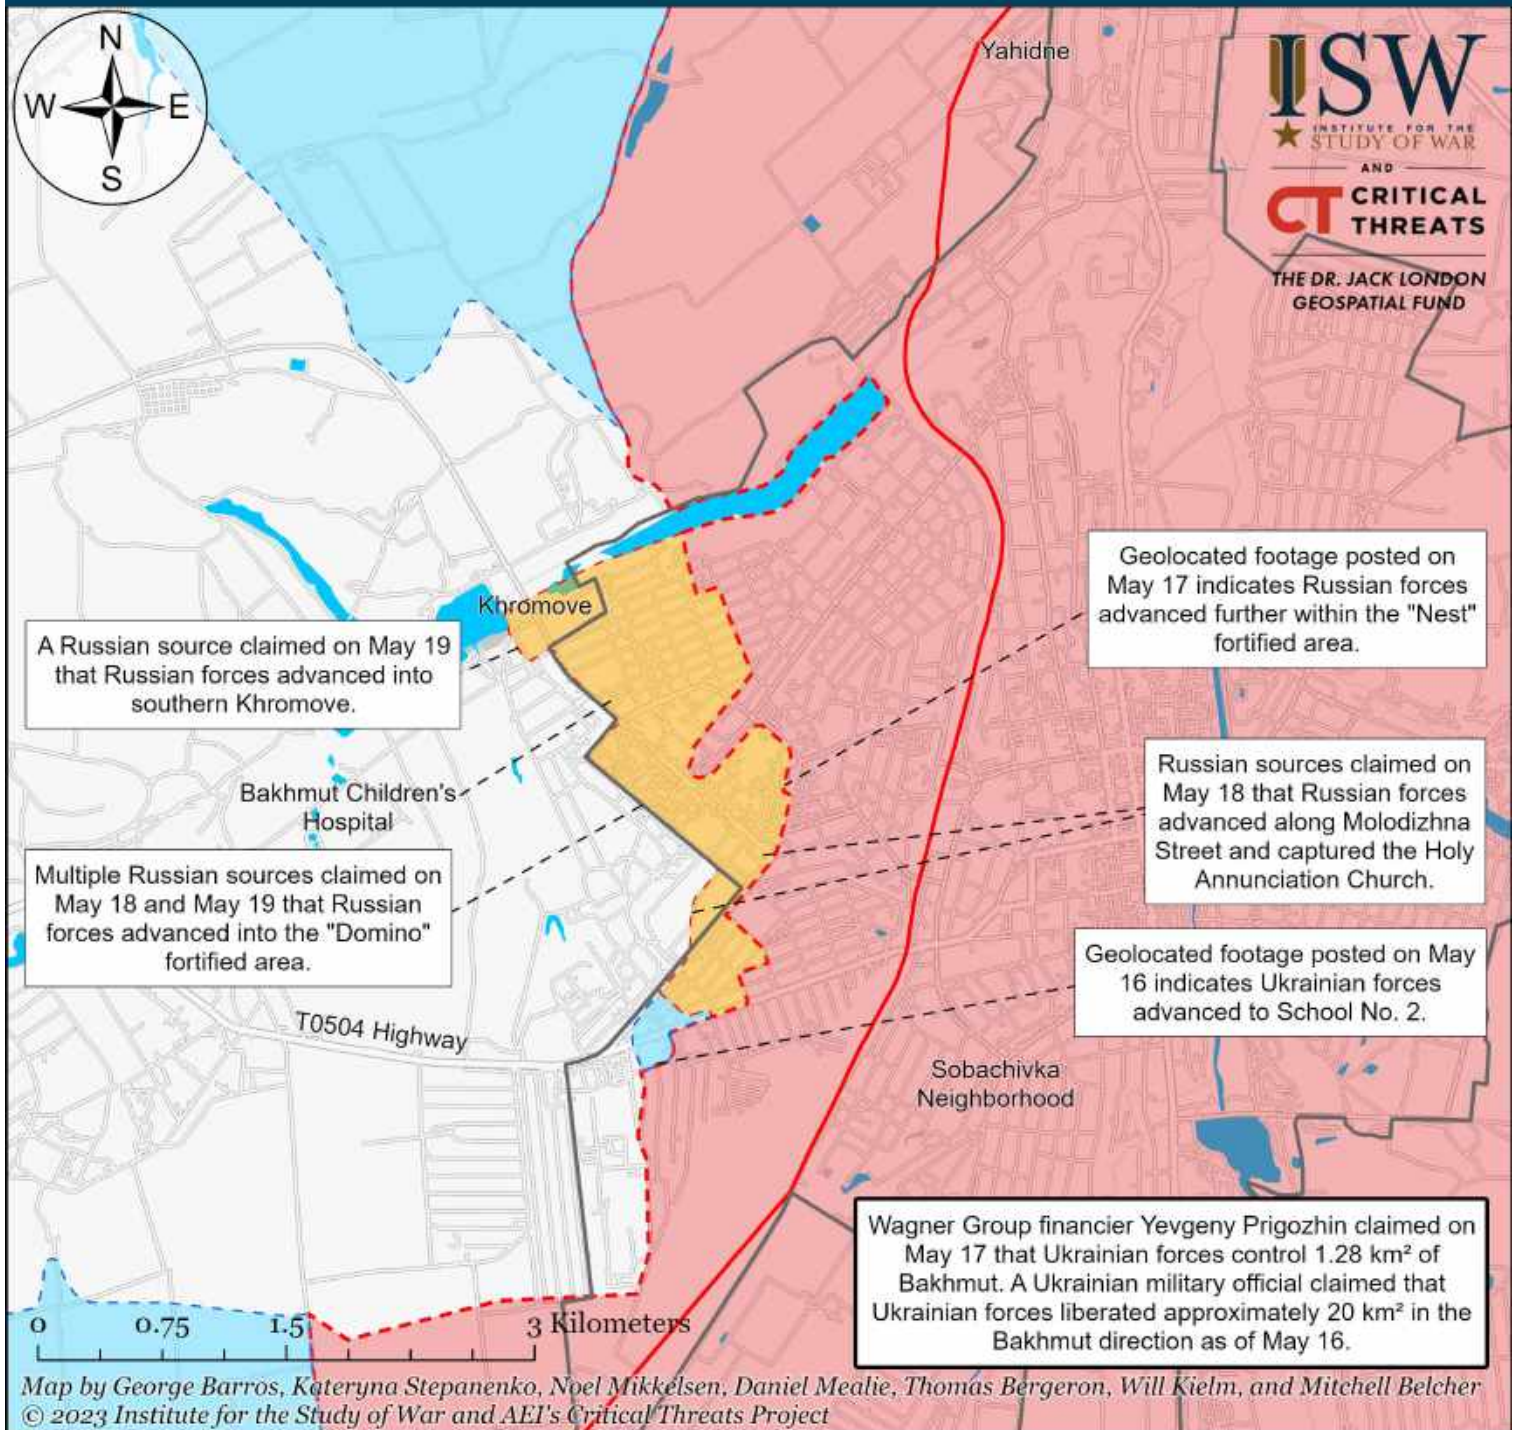 N
W
E
S
Yahidne
ISW
INSTITUTE FOR THE
STUDY OF WAR
AND
CT CRITICAL
THREATS
THE DR. JACK LONDON
GEOSPATIAL FUND
Geolocated footage posted on
May 17 indicates Russian forces
advanced further within the "Nest"
fortified area.
Khromove
A Russian source claimed on May 19
that Russian forces advanced into
southern Khromove.
Russian sources claimed on
May 18 that Russian forces
advanced along Molodizhna
Street and captured the Holy
Annunciation Church.
Bakhmut Children's
Hospital
Multiple Russian sources claimed on
May 18 and May 19 that Russian
forces advanced into the "Domino"
fortified area.
Geolocated footage posted on May
16 indicates Ukrainian forces
advanced to School No. 2.
T0504 Highway
Sobachivka
Neighborhood
Wagner Group financier Yevgeny Prigozhin claimed on
May 17 that Ukrainian forces control 1.28 km² of
Bakhmut. A Ukrainian military official claimed that
Ukrainian forces liberated approximately 20 km² in the
Bakhmut direction as of May 16.
0 0.75 1.5 3 Kilometers
Map by George Barros, Kateryna Stepanenko, Noel Mikkelsen, Daniel Mealie, Thomas Bergeron, Will Kielm, and Mitchell Belcher
© 2023 Institute for the Study of War and AEI's Critical Threats Project